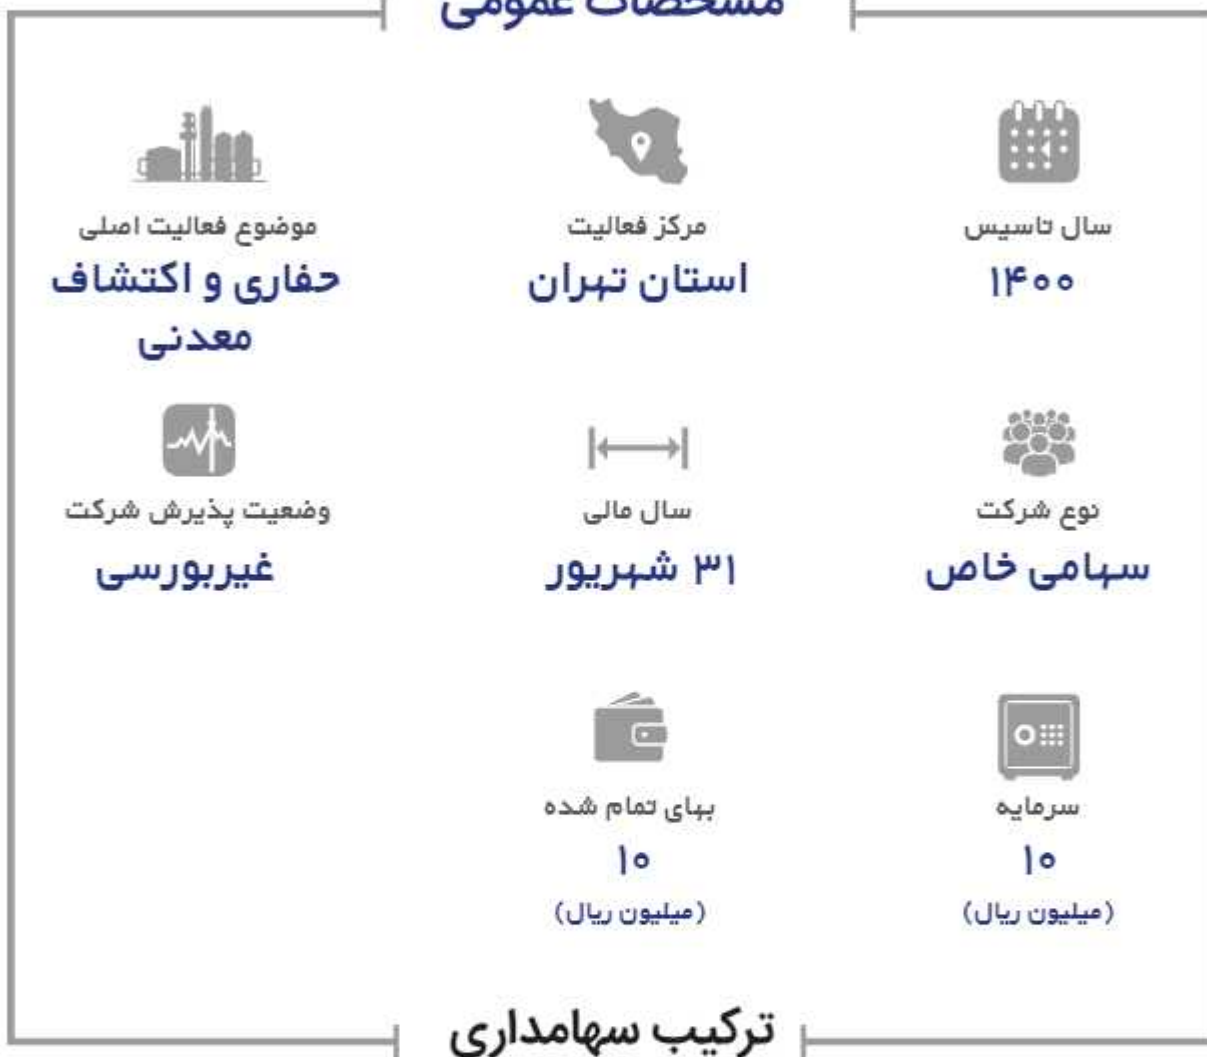 مشخصات عمومی
سال تاسیس
۱۴۰۰
مرکز فعالیت
استان تهران
موضوع فعالیت اصلی
حفاری و اکتشاف
معدنی
نوع شرکت
سهامی خاص
سال مالی
۳۱ شهریور
وضعیت پذیرش شرکت
غیربورسی
سرمایه
۱۰
(میلیون ریال)
بهای تمام شده
۱۰
(میلیون ریال)
ترکیب سهامداری